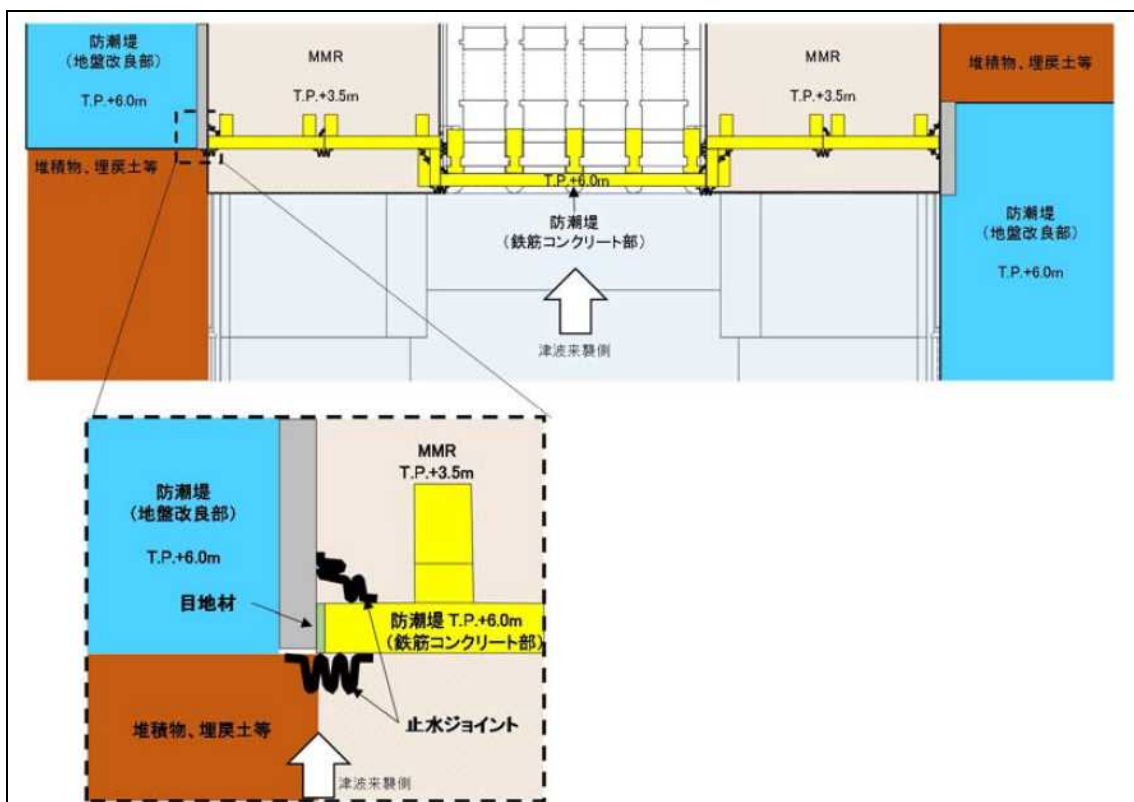 防潮堤
(地盤改良部)
T.P.+6.0m
MMR
T.P.+3.5m
MMR
T.P.+3.5m
堆積物、埋戻土等
堆積物、埋戻土等
T.P.+6.0m
防潮堤
(鉄筋コンクリート部)
防潮堤
(地盤改良部)
T.P.+6.0m
津波来襲側
防潮堤
(地盤改良部)
T.P.+6.0m
MMR
T.P.+3.5m
目地材
防潮堤 T.P.+6.0m
(鉄筋コンクリート部)
堆積物、埋戻土等
止水ジョイント
津波来襲側